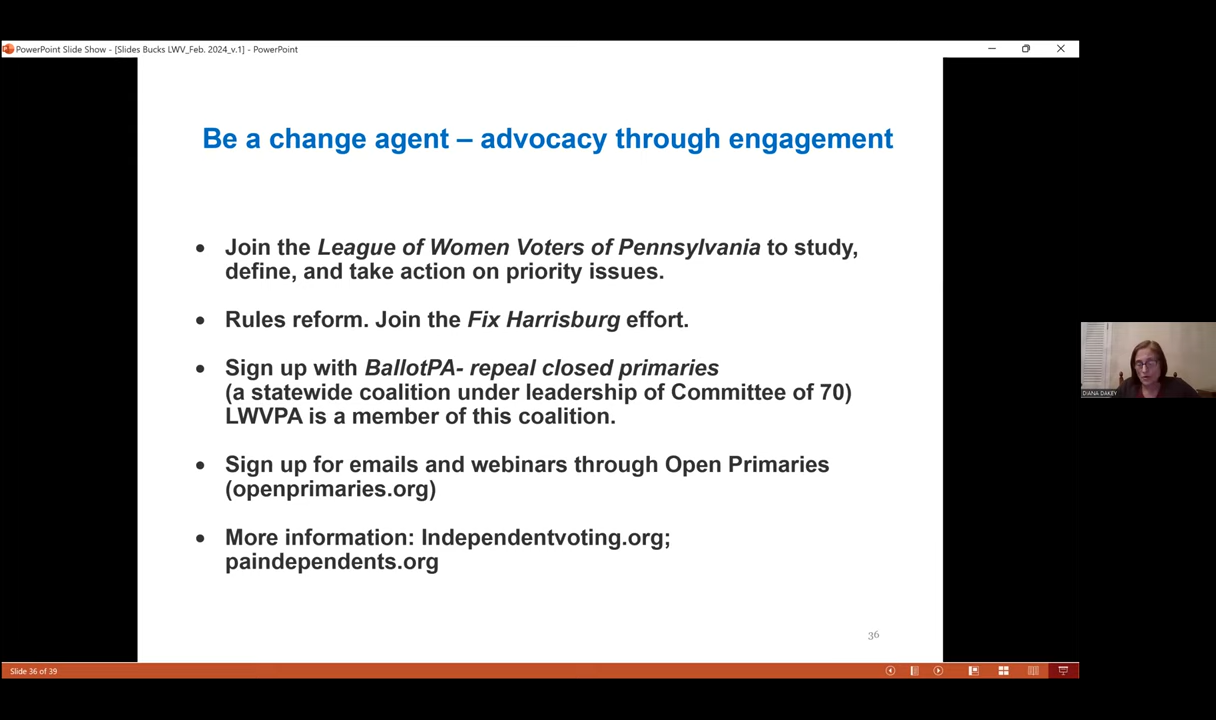 PowerPoint Slide Show - [Slides Bucks LWV_Feb. 2024_v.1] - PowerPoint
Be a change agent – advocacy through engagement
• Join the League of Women Voters of Pennsylvania to study,
define, and take action on priority issues.
• Rules reform. Join the Fix Harrisburg effort.
• Sign up with BallotPA- repeal closed primaries
(a statewide coalition under leadership of Committee of 70)
LWVPA is a member of this coalition.
• Sign up for emails and webinars through Open Primaries
(openprimaries.org)
• More information: Independentvoting.org;
paindependents.org
36
Slide 36 of 39
DIANA DAKEY